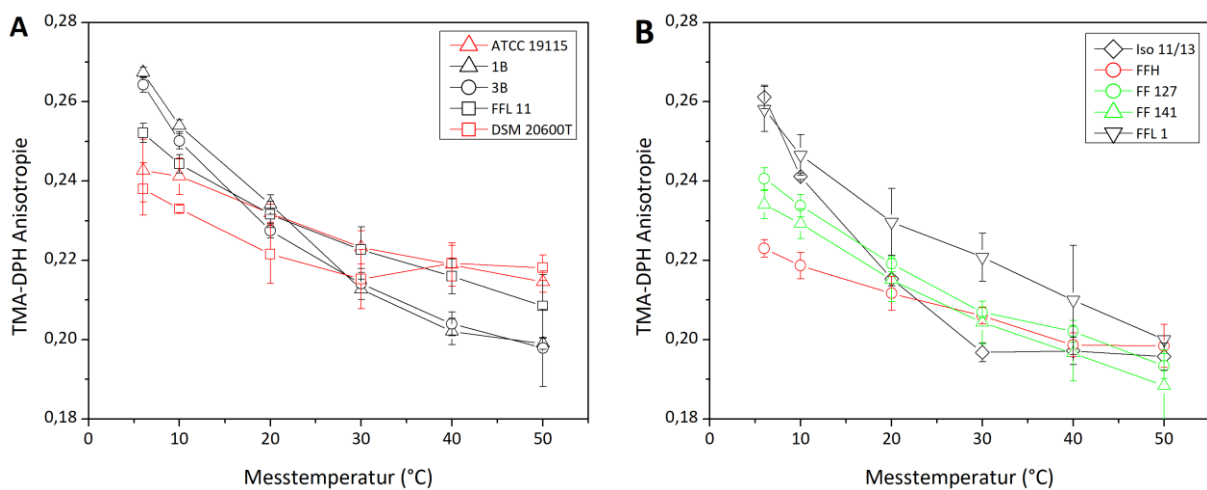 A
TMA-DPH Anisotropie
0,28
0,26
0,24
0,22
0,20
0,18
0
10
20
30
40
50
Messtemperatur (°C)
ATCC 19115
1B
3B
FFL 11
DSM 20600T
B
TMA-DPH Anisotropie
0,28
0,26
0,24
0,22
0,20
0,18
0
10
20
30
40
50
Messtemperatur (°C)
Iso 11/13
FFH
FF 127
FF 141
FFL 1